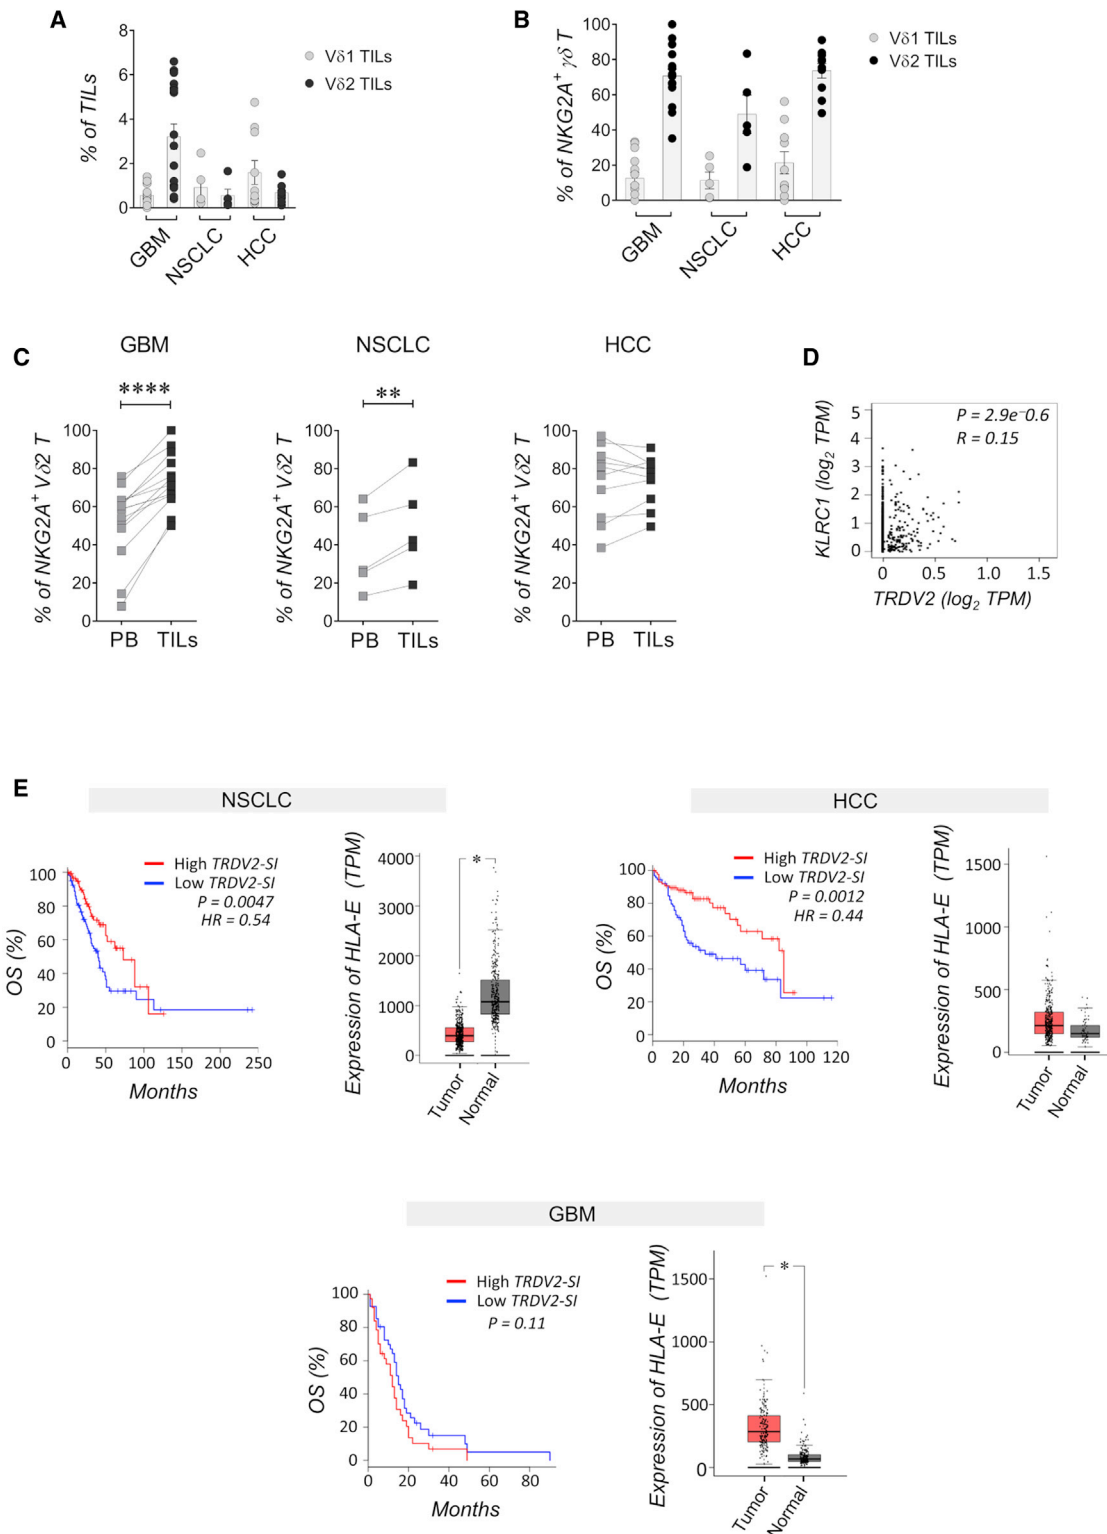 A
% of TILs
8
6
4
2
0
GBM
NSCLC
HCC
Vδ1 TILs
Vδ2 TILs
B
% of NKG2A+ γδ T
100
80
60
40
20
0
GBM
NSCLC
HCC
Vδ1 TILs
Vδ2 TILs
C
GBM
****
% of NKG2A+ Vδ2 T
100
80
60
40
20
0
PB TILs
NSCLC
**
% of NKG2A+ Vδ2 T
100
80
60
40
20
0
PB TILs
HCC
% of NKG2A+ Vδ2 T
100
80
60
40
20
0
PB TILs
D
KLRC1 (log2 TPM)
5
4
3
2
1
0
P = 2.9e−0.6
R = 0.15
0 0.5 1.0 1.5
TRDV2 (log2 TPM)
E
NSCLC
OS (%)
100
80
60
40
20
0
High TRDV2-SI
Low TRDV2-SI
P = 0.0047
HR = 0.54
0 50 100 150 200 250
Months
Expression of HLA-E (TPM)
4000
3000
2000
1000
0
*
Tumor
Normal
HCC
OS (%)
100
80
60
40
20
0
High TRDV2-SI
Low TRDV2-SI
P = 0.0012
HR = 0.44
0 20 40 60 80 100 120
Months
Expression of HLA-E (TPM)
1500
1000
500
0
Tumor
Normal
GBM
OS (%)
100
80
60
40
20
0
High TRDV2-SI
Low TRDV2-SI
P = 0.11
0 20 40 60 80
Months
Expression of HLA-E (TPM)
1500
1000
500
0
*
Tumor
Normal